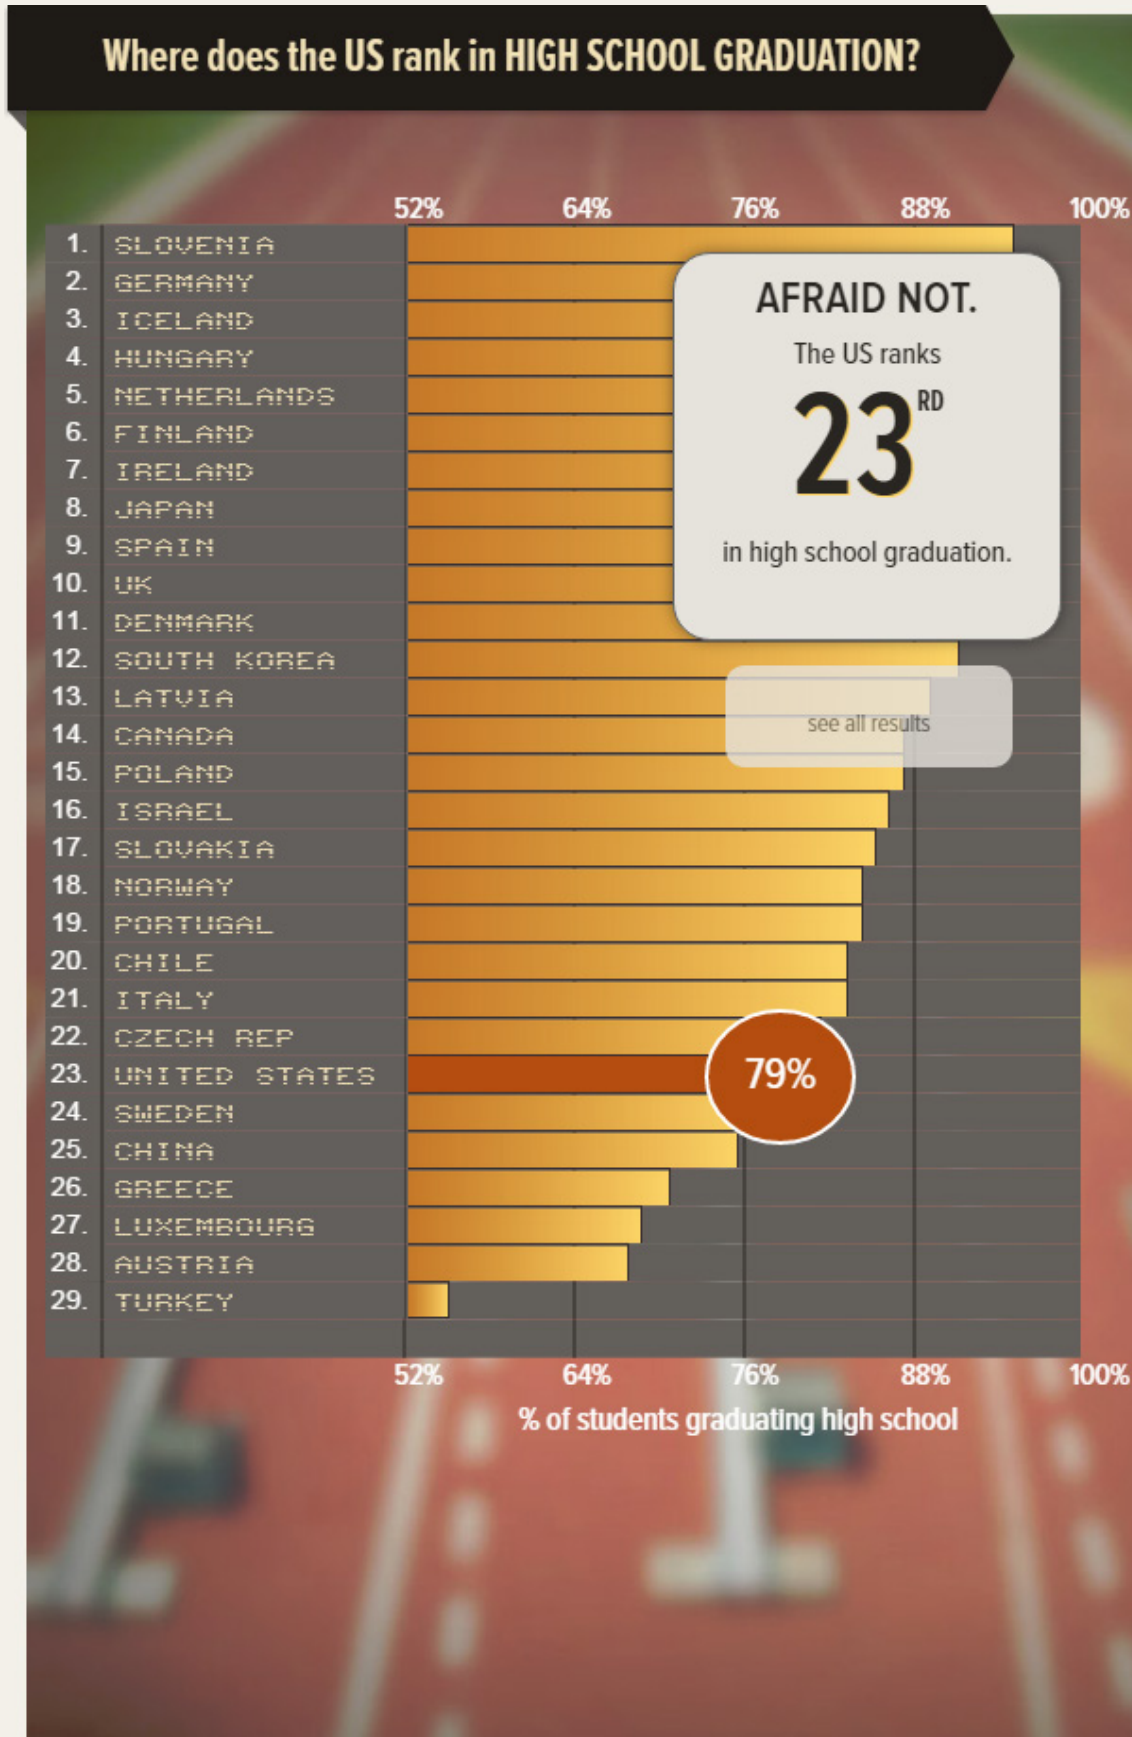 Where does the US rank in HIGH SCHOOL GRADUATION?
52% 64% 76% 88% 100%
1. SLOVENIA
2. GERMANY
3. ICELAND
4. HUNGARY
5. NETHERLANDS
6. FINLAND
7. IRELAND
8. JAPAN
9. SPAIN
10. UK
11. DENMARK
12. SOUTH KOREA
13. LATVIA
14. CANADA
15. POLAND
16. ISRAEL
17. SLOVAKIA
18. NORWAY
19. PORTUGAL
20. CHILE
21. ITALY
22. CZECH REP
23. UNITED STATES
24. SWEDEN
25. CHINA
26. GREECE
27. LUXEMBOURG
28. AUSTRIA
29. TURKEY
AFRAID NOT.
The US ranks
23RD
in high school graduation.
see all results
79%
52% 64% 76% 88% 100%
% of students graduating high school